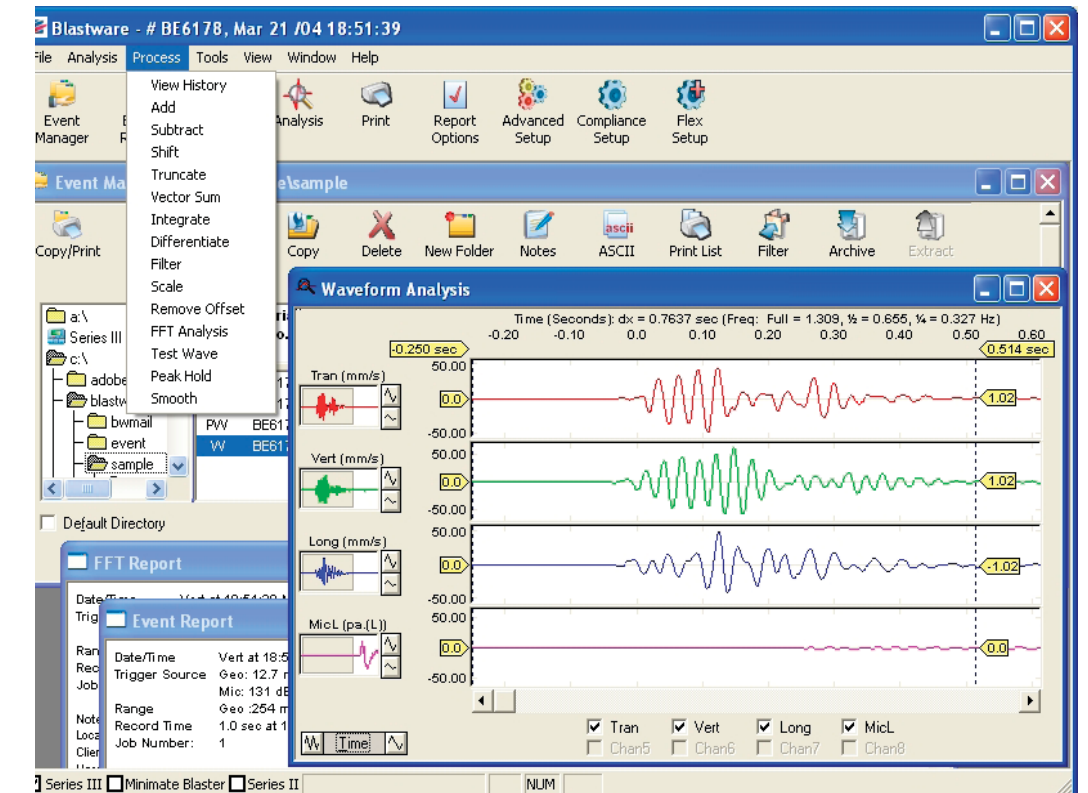 Blastware - # BE6178, Mar 21 /04 18:51:39
File Analysis Process Tools View Window Help
View History
Add
Subtract
Shift
Truncate
Vector Sum
Integrate
Differentiate
Filter
Scale
Remove Offset
FFT Analysis
Test Wave
Peak Hold
Smooth
Event Manager
Analysis
Print
Report Options
Advanced Setup
Compliance Setup
Flex Setup
Event Ma
e\sample
Copy/Print
Copy
Delete
New Folder
Notes
ASCII
ascii
Print List
Filter
Archive
Extract
a:\
Series III
c:\
adobe
blastw
bwmail
event
sample
PW BE617
W BE617
Default Directory
Waveform Analysis
Time (Seconds): dx = 0.7637 sec (Freq: Full = 1.309, ½ = 0.655, ¼ = 0.327 Hz)
-0.20 -0.10 0.0 0.10 0.20 0.30 0.40 0.50 0.60
-0.250 sec
0.514 sec
Tran (mm/s)
50.00
0.0
-50.00
1.02
Vert (mm/s)
50.00
0.0
-50.00
1.02
Long (mm/s)
50.00
0.0
-50.00
-1.02
MicL (pa.(L))
50.00
0.0
-50.00
0.0
Time
Tran Vert Long MicL
Chan5 Chan6 Chan7 Chan8
FFT Report
Date/Time
Trig
Ran
Rec
Job
Note
Loca
Clien
Event Report
Date/Time Vert at 18:5
Trigger Source Geo: 12.7
Mic: 131 dB
Range Geo :254
Record Time 1.0 sec at 1
Job Number: 1
Series III Minimate Blaster Series II
NUM